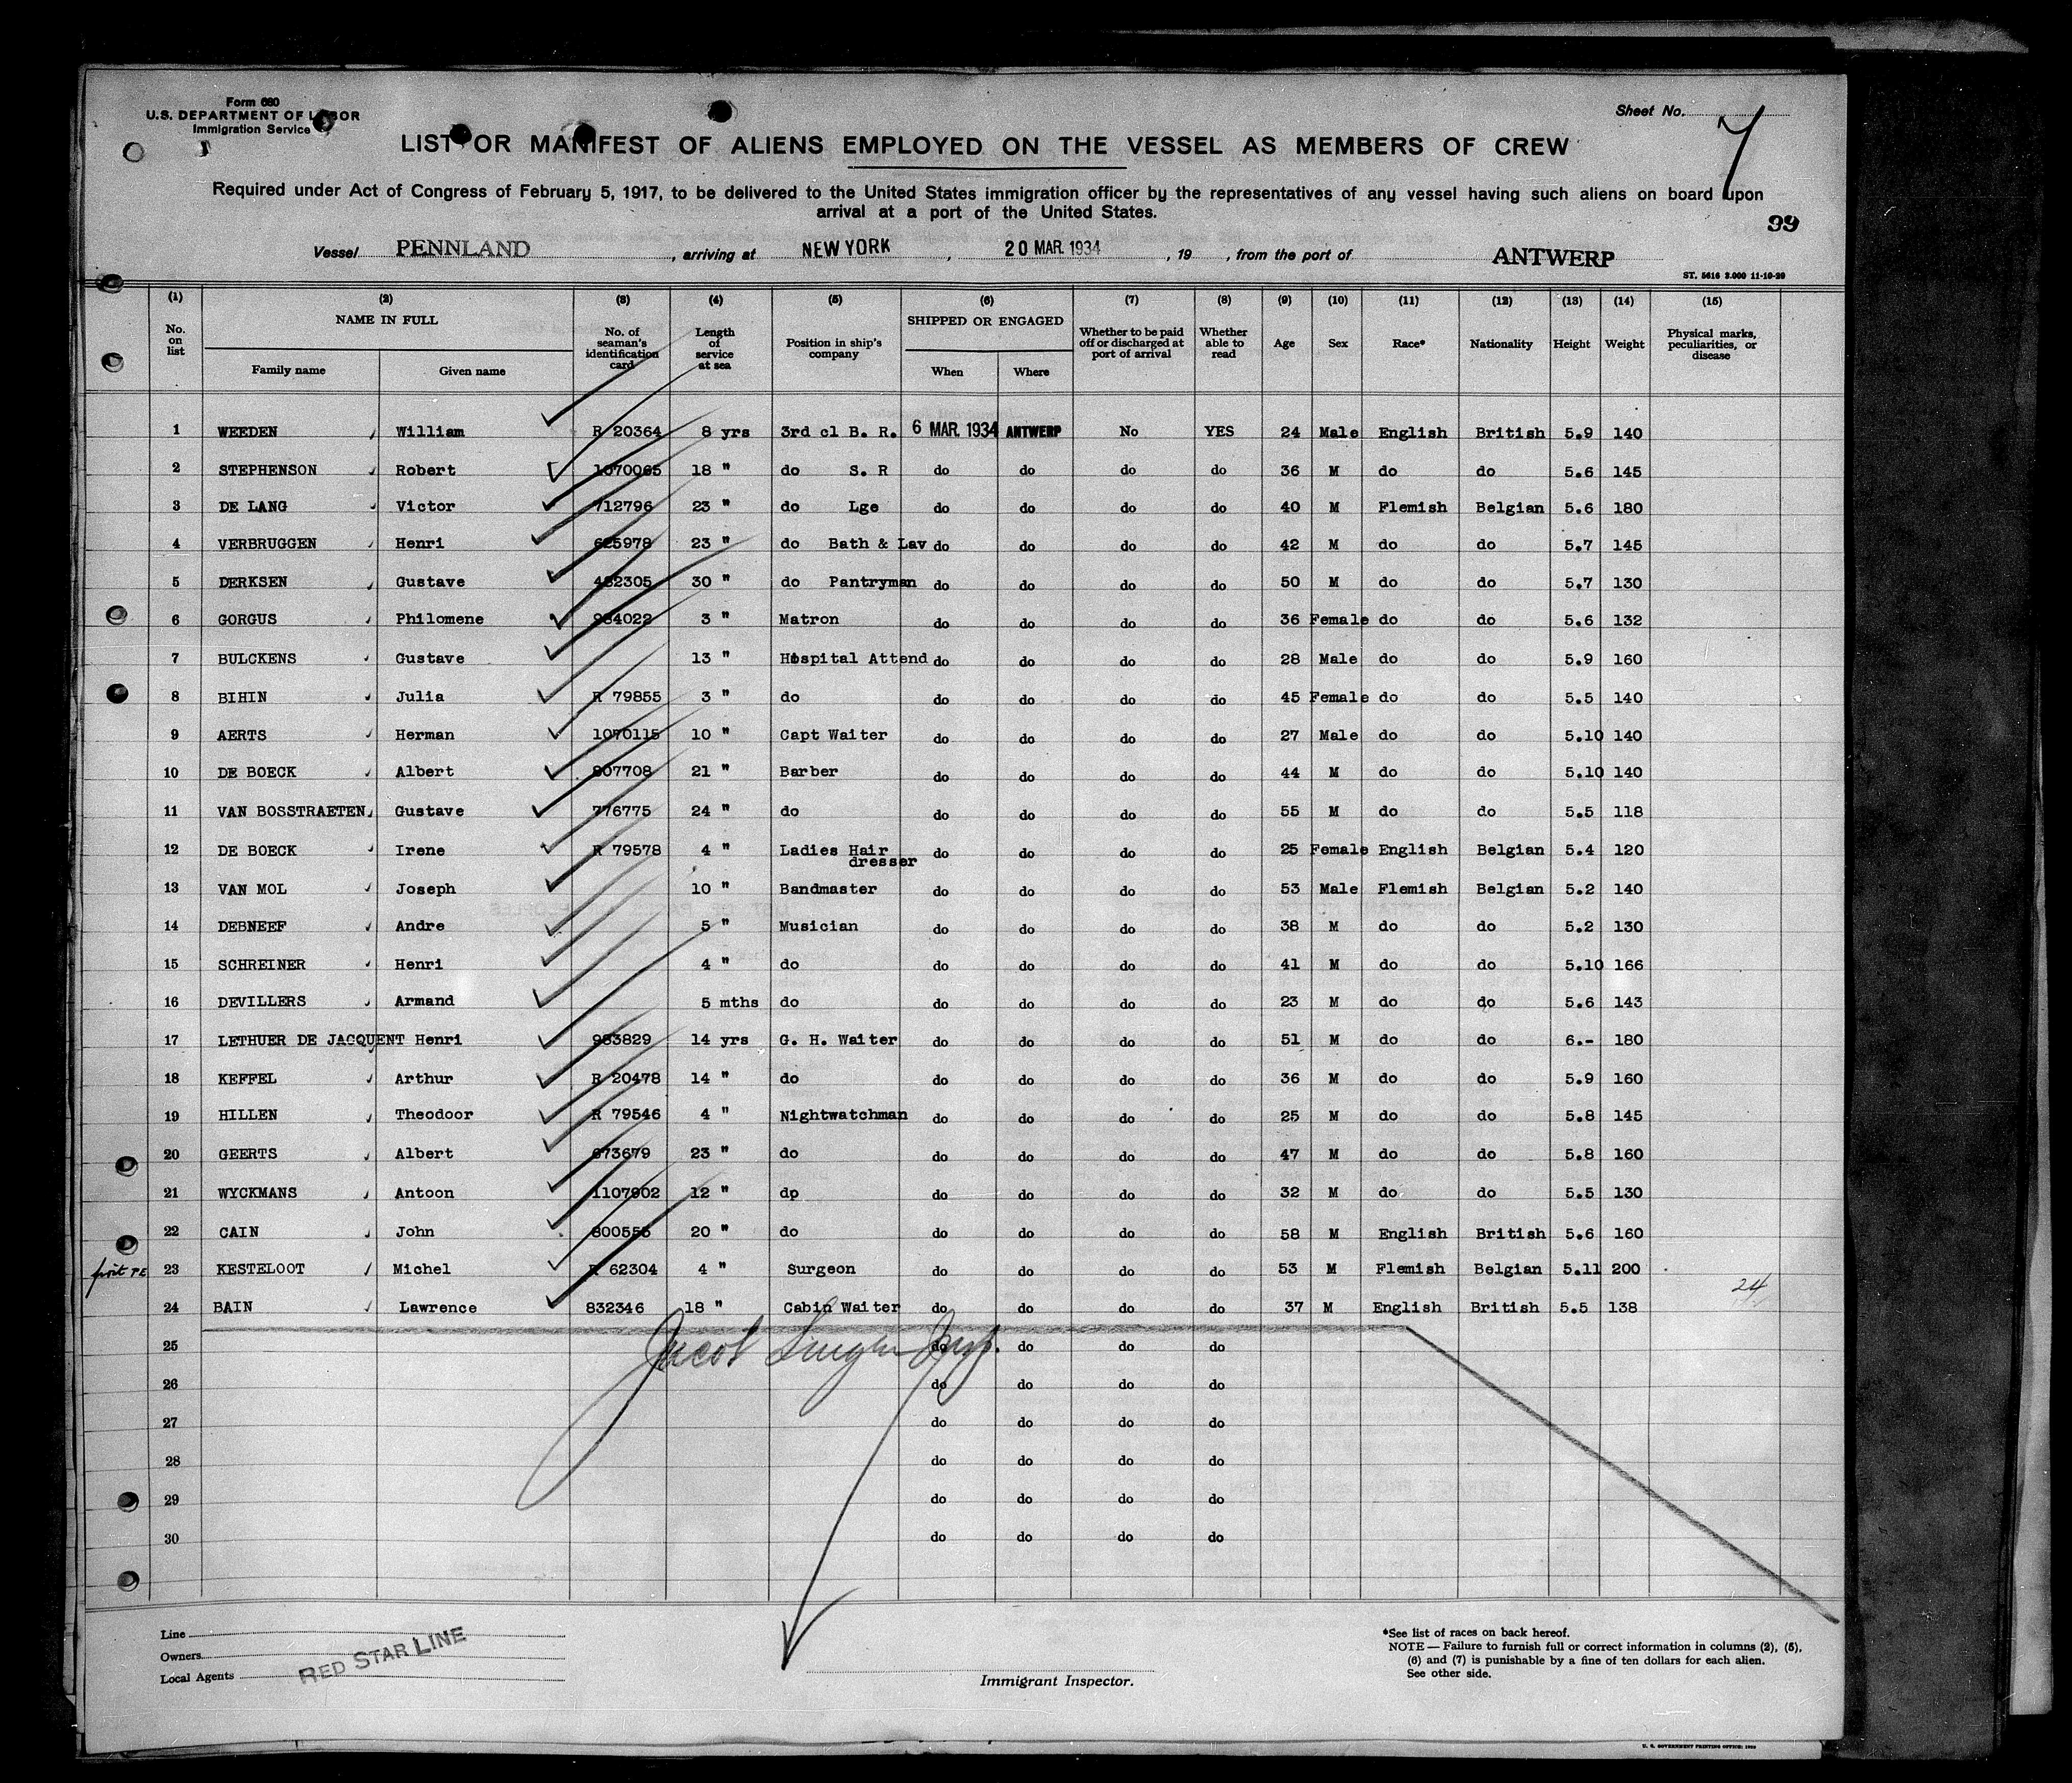 Form 680
U.S. DEPARTMENT OF LABOR
Immigration Service
Sheet No. 7
LIST OR MANIFEST OF ALIENS EMPLOYED ON THE VESSEL AS MEMBERS OF CREW
Required under Act of Congress of February 5, 1917, to be delivered to the United States immigration officer by the representatives of any vessel having such aliens on board upon
arrival at a port of the United States.
99
Vessel PENNLAND, arriving at NEW YORK, 20 MAR. 1934, 19 , from the port of ANTWERP
ST. 5616 3.000 11-10-29
(1) (2) (3) (4) (5) (6) (7) (8) (9) (10) (11) (12) (13) (14) (15)
No. on list NAME IN FULL Family name Given name No. of seaman's identification card Length of service at sea Position in ship's company SHIPPED OR ENGAGED When Where Whether to be paid off or discharged at port of arrival Whether able to read Age Sex Race* Nationality Height Weight Physical marks, peculiarities, or disease
1 WEEDEN William R 20364 8 yrs 3rd cl B. R. 6 MAR. 1934 ANTWERP No YES 24 Male English British 5.9 140
2 STEPHENSON Robert 1070065 18 " do S. R do do do do 36 M do do 5.6 145
3 DE LANG Victor 712796 23 " do Lge do do do do 40 M Flemish Belgian 5.6 180
4 VERBRUGGEN Henri 625978 23 " do Bath & Lav do do do do 42 M do do 5.7 145
5 DERKSEN Gustave 482305 30 " do Pantryman do do do do 50 M do do 5.7 130
6 GORGUS Philomene 984022 3 " Matron do do do do 36 Female do do 5.6 132
7 BULCKENS Gustave 13 " Hospital Attend do do do do 28 Male do do 5.9 160
8 BIHIN Julia R 79855 3 " do do do do do 45 Female do do 5.5 140
9 AERTS Herman 1070115 10 " Capt Waiter do do do do 27 Male do do 5.10 140
10 DE BOECK Albert 807708 21 " Barber do do do do 44 M do do 5.10 140
11 VAN BOSSTRAETEN Gustave 776775 24 " do do do do do 55 M do do 5.5 118
12 DE BOECK Irene R 79578 4 " Ladies Hair dresser do do do do 25 Female English Belgian 5.4 120
13 VAN MOL Joseph 10 " Bandmaster do do do do 53 Male Flemish Belgian 5.2 140
14 DEBNEEF Andre 5 " Musician do do do do 38 M do do 5.2 130
15 SCHREINER Henri 4 " do do do do do 41 M do do 5.10 166
16 DEVILLERS Armand 5 mths do do do do do 23 M do do 5.6 143
17 LETHUER DE JACQUENT Henri 983829 14 yrs G. H. Waiter do do do do 51 M do do 6.- 180
18 KEFFEL Arthur R 20478 14 " do do do do do 36 M do do 5.9 160
19 HILLEN Theodoor R 79546 4 " Nightwatchman do do do do 25 M do do 5.8 145
20 GEERTS Albert 673679 23 " do do do do do 47 M do do 5.8 160
21 WYCKMANS Antoon 1107902 12 " do do do do do 32 M do do 5.5 130
22 CAIN John 800555 20 " do do do do do 58 M English British 5.6 160
23 KESTELOOT Michel R 62304 4 " Surgeon do do do do 53 M Flemish Belgian 5.11 200
24 BAIN Lawrence 832346 18 " Cabin Waiter do do do do 37 M English British 5.5 138 24
25 do do do do
Jacob
26 do do do do
27 do do do do
28 do do do do
29 do do do do
30 do do do do
Line
Owners
Local Agents
RED STAR LINE
Immigrant Inspector.
*See list of races on back hereof.
NOTE — Failure to furnish full or correct information in columns (2), (5),
(6) and (7) is punishable by a fine of ten dollars for each alien.
See other side.
U. S. GOVERNMENT PRINTING OFFICE: